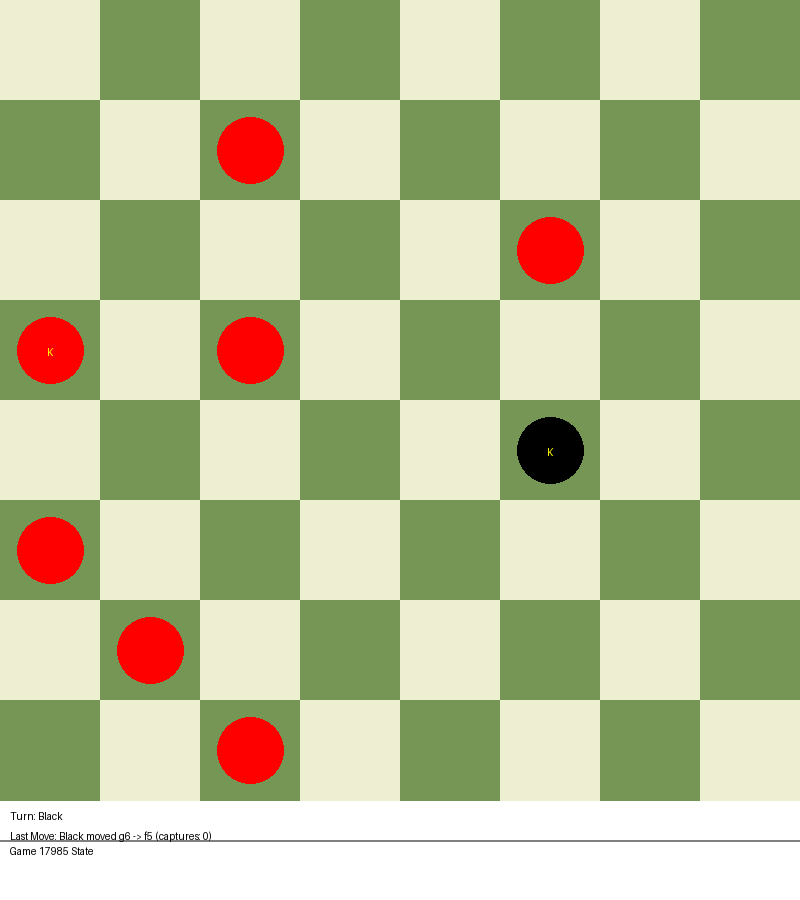 K
K
Turn: Black
Last Move: Black moved g6 -> f5 (captures: 0)
Game 17985 State